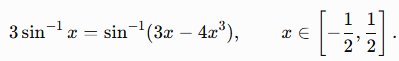 3 sin⁻¹ x = sin⁻¹(3x − 4x³), x ∈ [−1/2, 1/2].